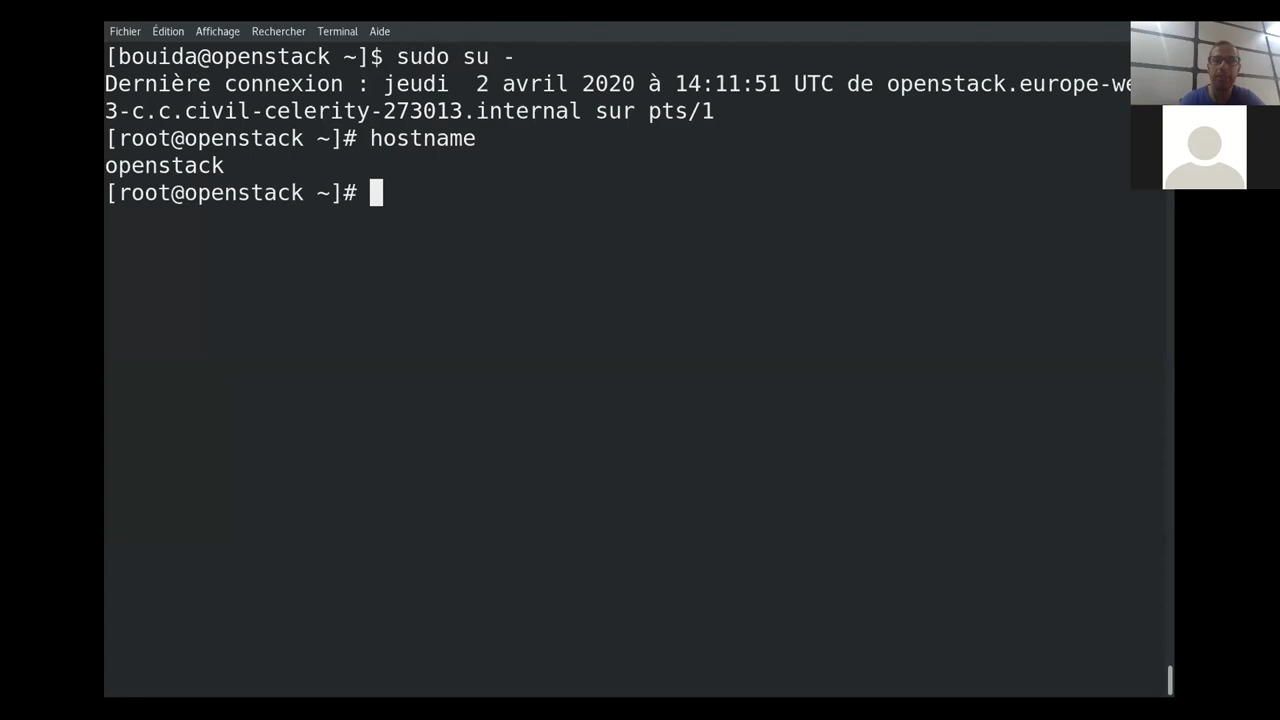 Fichier Édition Affichage Rechercher Terminal Aide
[bouida@openstack ~]$ sudo su -
Dernière connexion : jeudi  2 avril 2020 à 14:11:51 UTC de openstack.europe-we
3-c.c.civil-celerity-273013.internal sur pts/1
[root@openstack ~]# hostname
openstack
[root@openstack ~]#